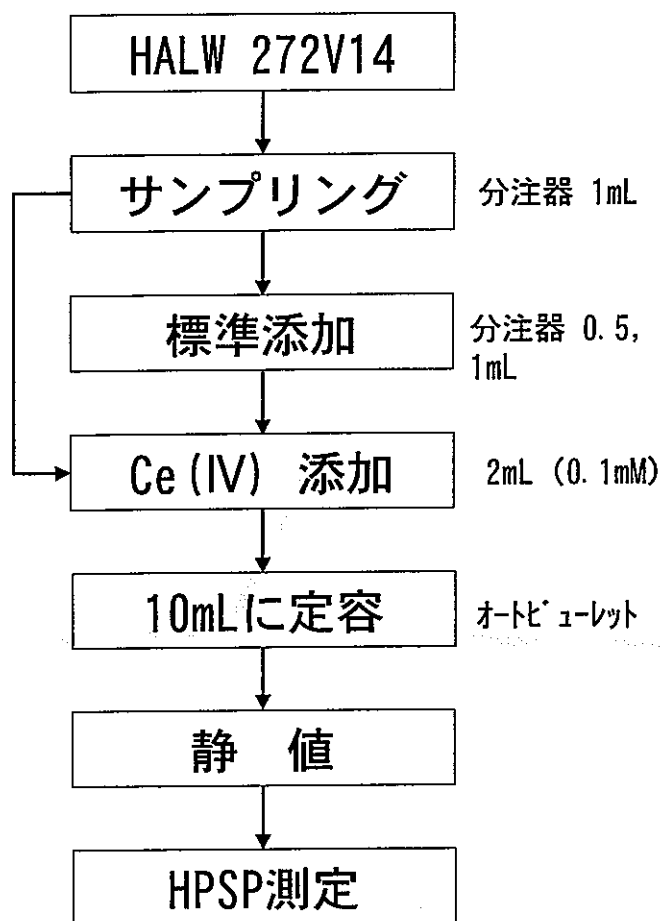 HALW 272V14
サンプリング
分注器 1mL
標準添加
分注器 0.5,
1mL
Ce(IV) 添加
2mL (0.1mM)
10mLに定容
ｵｰﾄﾋﾞｭｰﾚｯﾄ
静 値
HPSP測定